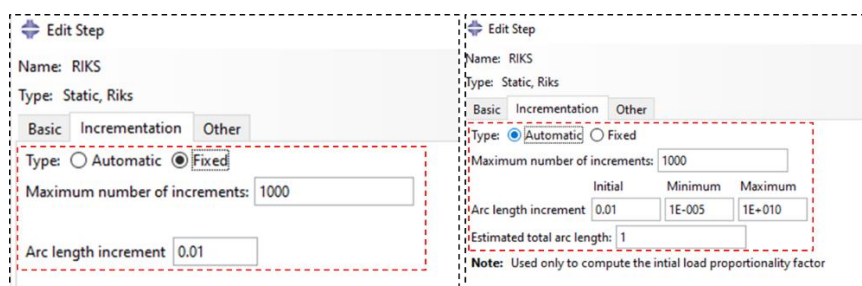 Edit Step
Name: RIKS
Type: Static, Riks
Basic Incrementation Other
Type: Automatic Fixed
Maximum number of increments: 1000
Arc length increment 0.01
Edit Step
Name: RIKS
Type: Static, Riks
Basic Incrementation Other
Type: Automatic Fixed
Maximum number of increments: 1000
Initial Minimum Maximum
Arc length increment 0.01 1E-005 1E+010
Estimated total arc length: 1
Note: Used only to compute the intial load proportionality factor